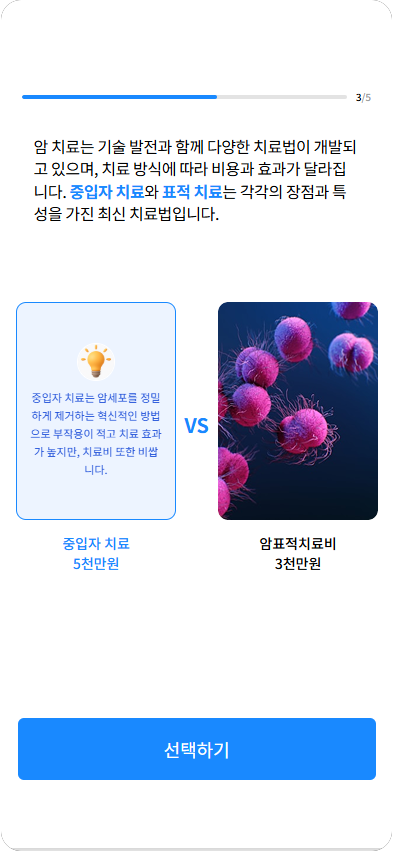 3/5
암 치료는 기술 발전과 함께 다양한 치료법이 개발되
고 있으며, 치료 방식에 따라 비용과 효과가 달라집
니다. 중입자 치료와 표적 치료는 각각의 장점과 특
성을 가진 최신 치료법입니다.
중입자 치료는 암세포를 정밀
하게 제거하는 혁신적인 방법
으로 부작용이 적고 치료 효과
가 높지만, 치료비 또한 비쌉
니다.
VS
중입자 치료
5천만원
암표적치료비
3천만원
선택하기